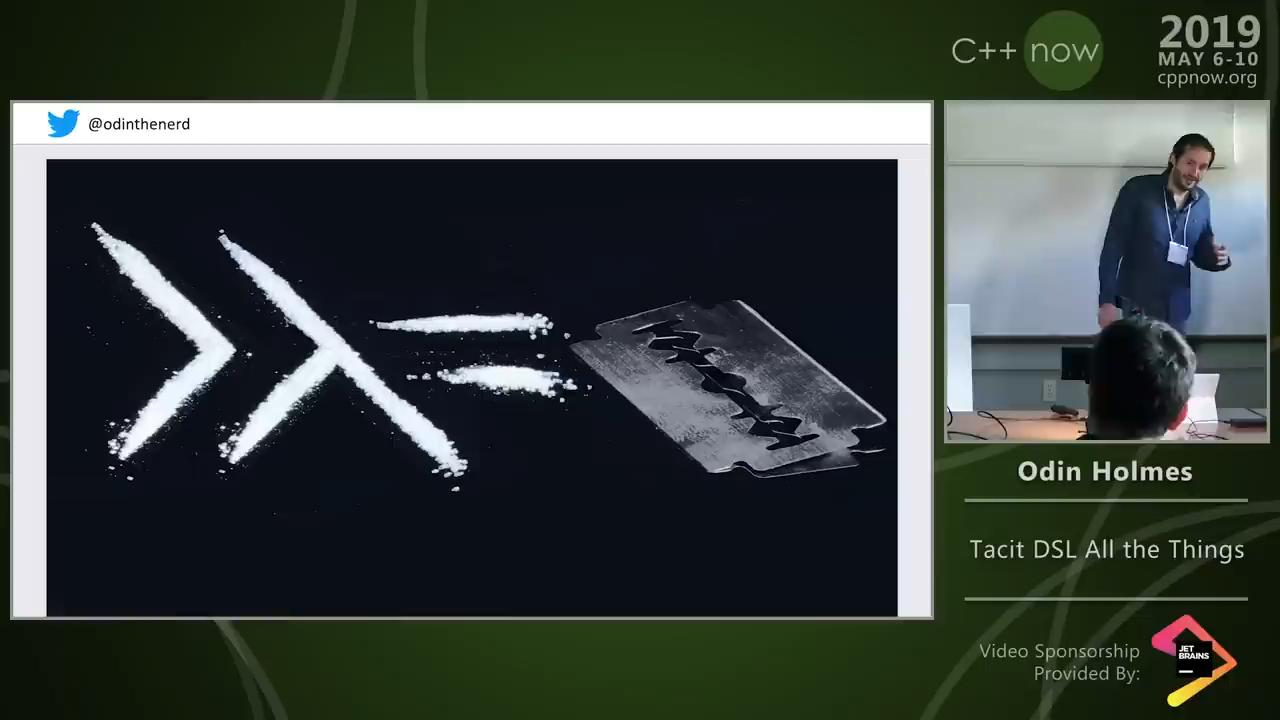 C++ now
2019
MAY 6-10
cppnow.org
@odinthenerd
Odin Holmes
Tacit DSL All the Things
Video Sponsorship
Provided By:
JET
BRAINS